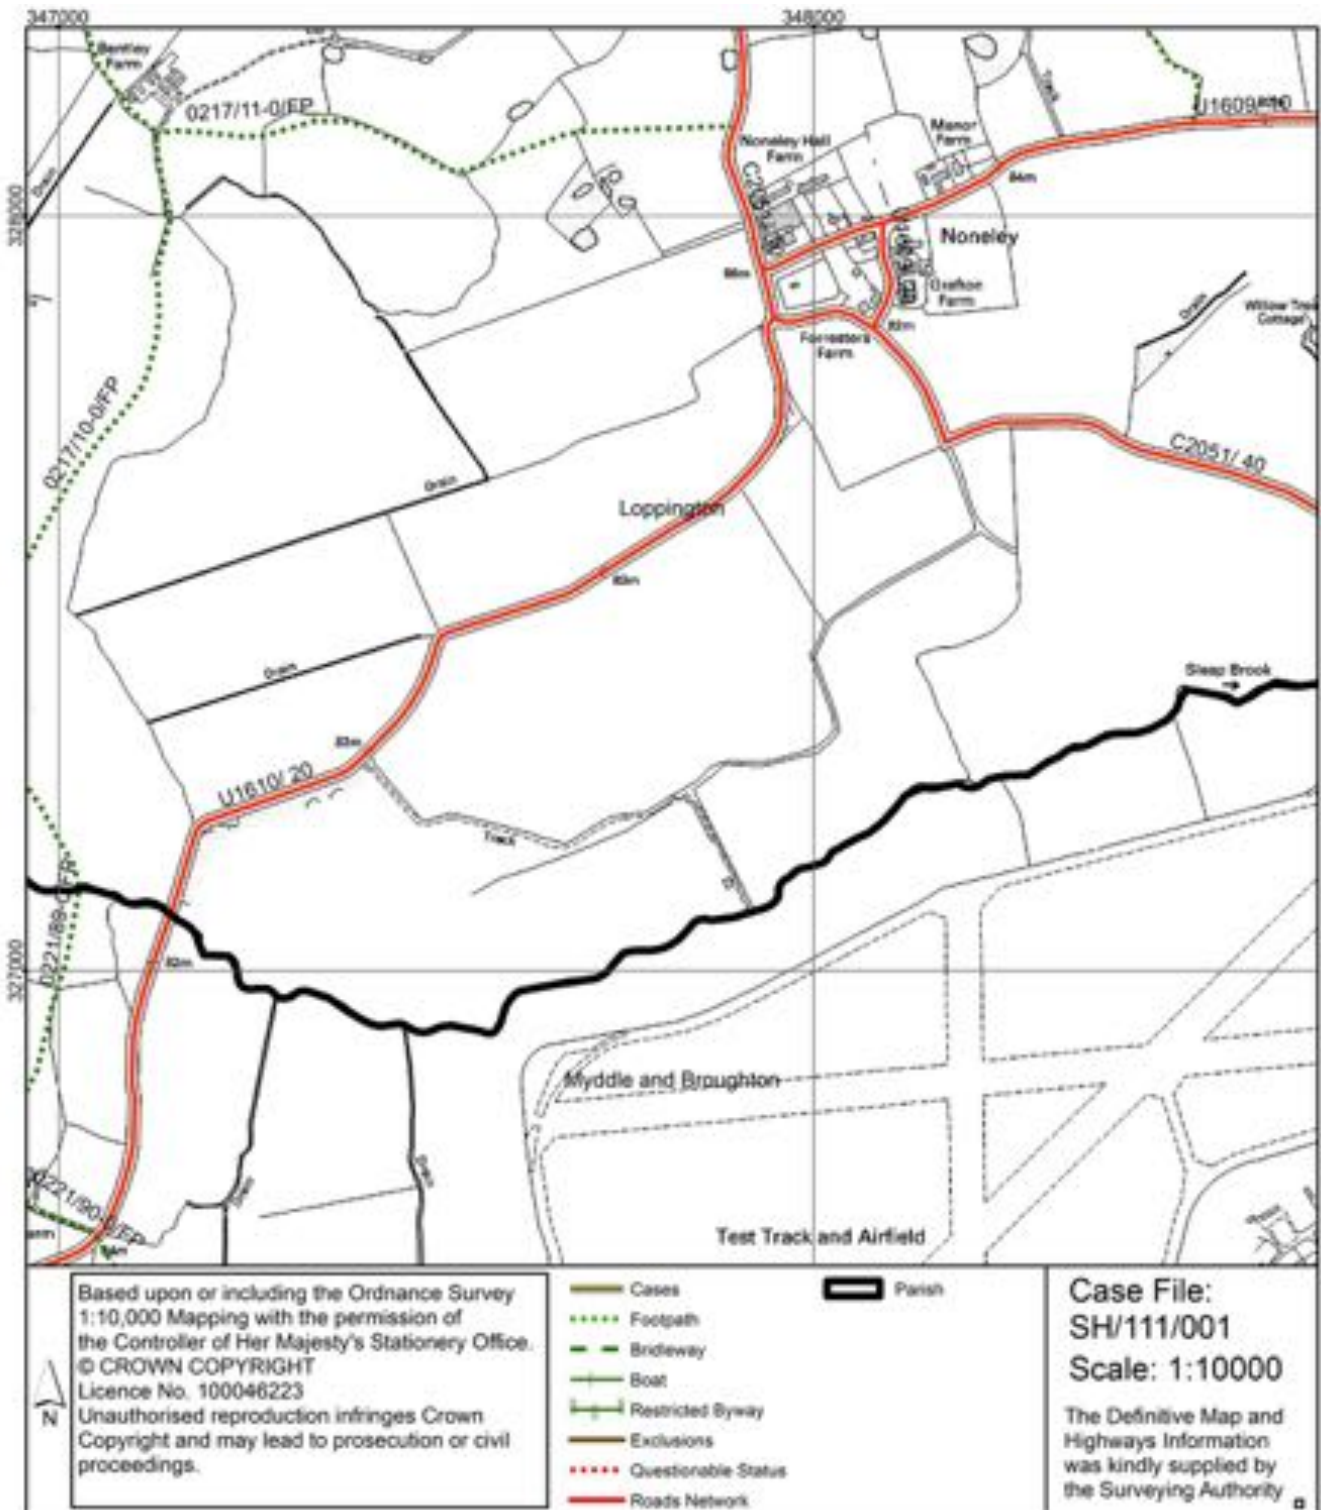 347000
348000
Bentley
Farm
0217/11-0/FP
U1609/
Track
Manor
Farm
Noneley Hall
Farm
Drain
84m
328000
Noneley
86m
Grafton
Farm
Drain
Willow Tree
Cottage
Forresters
Farm
0217/10-0/FP
C2051/ 40
Drain
Loppington
83m
Sleap Brook
Drain
83m
U1610/ 20
Track
0221/89-0/FP
327000
82m
Myddle and Broughton
Drain
Drain
0221/90-0/FP
Test Track and Airfield
Based upon or including the Ordnance Survey
1:10,000 Mapping with the permission of
the Controller of Her Majesty's Stationery Office.
© CROWN COPYRIGHT
Licence No. 100046223
Unauthorised reproduction infringes Crown
Copyright and may lead to prosecution or civil
proceedings.
N
Cases
Footpath
Bridleway
Boat
Restricted Byway
Exclusions
Questionable Status
Roads Network
Parish
Case File:
SH/111/001
Scale: 1:10000
The Definitive Map and
Highways Information
was kindly supplied by
the Surveying Authority